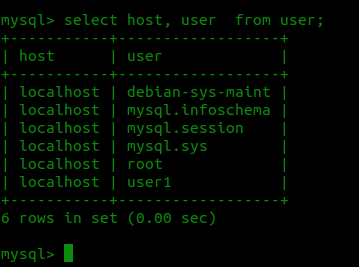 mysql> select host, user  from user;
+-----------+------------------+
| host      | user             |
+-----------+------------------+
| localhost | debian-sys-maint |
| localhost | mysql.infoschema |
| localhost | mysql.session    |
| localhost | mysql.sys        |
| localhost | root             |
| localhost | user1            |
+-----------+------------------+
6 rows in set (0.00 sec)
mysql>